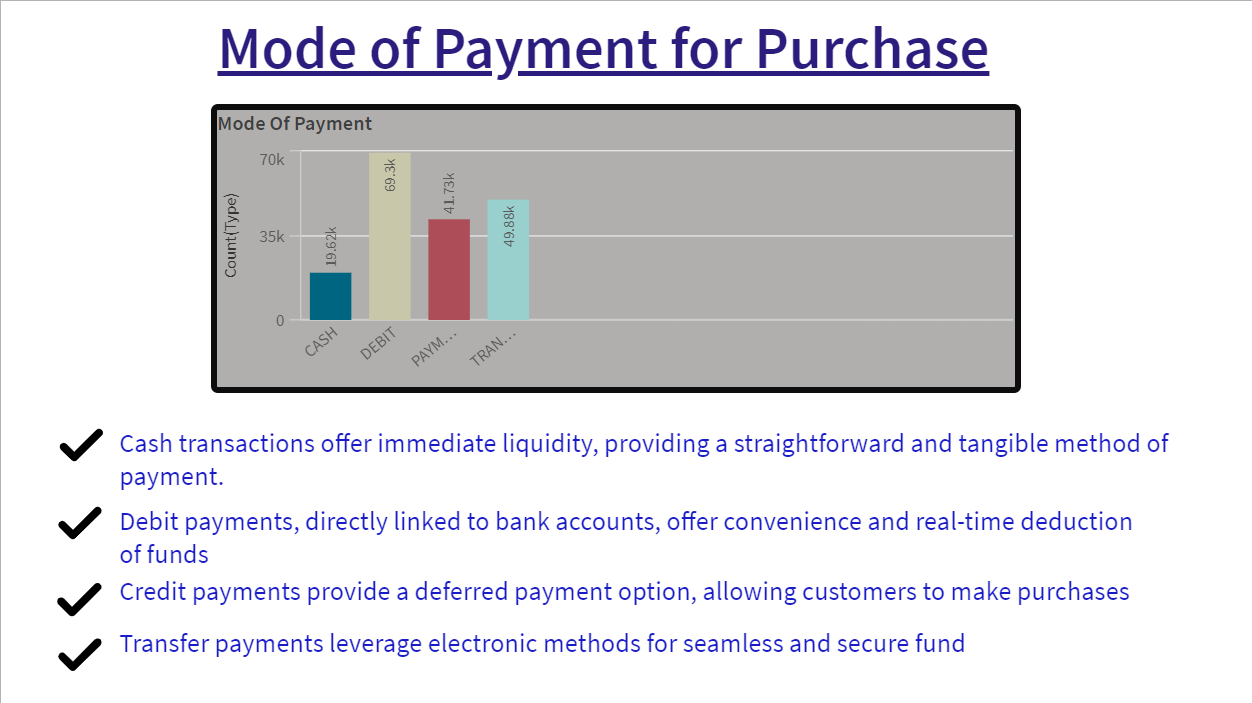 Mode of Payment for Purchase
Mode Of Payment
Count(Type)
70k
35k
0
19.62k
69.3k
41.73k
49.88k
CASH
DEBIT
PAYM...
TRAN...
Cash transactions offer immediate liquidity, providing a straightforward and tangible method of
payment.
Debit payments, directly linked to bank accounts, offer convenience and real-time deduction
of funds
Credit payments provide a deferred payment option, allowing customers to make purchases
Transfer payments leverage electronic methods for seamless and secure fund